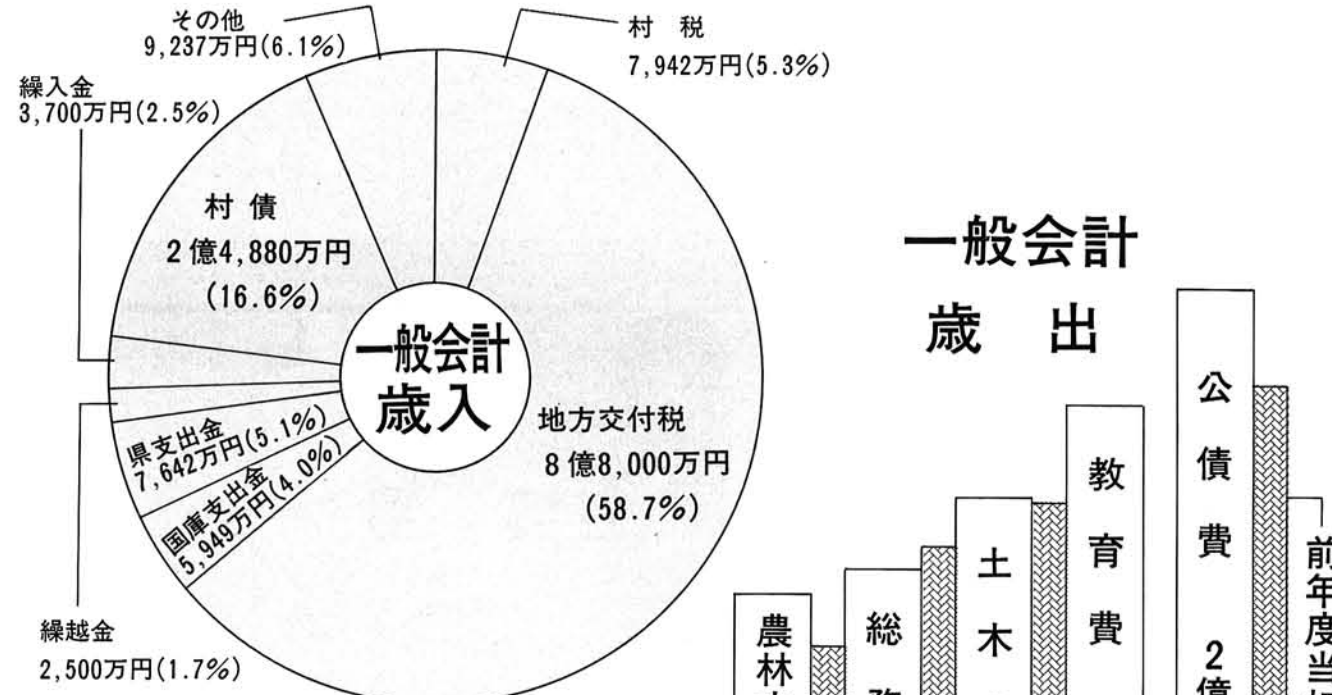 その他
9,237万円(6.1%)
村 税
7,942万円(5.3%)
繰入金
3,700万円(2.5%)
村 債
2億4,880万円
(16.6%)
一般会計
歳入
地方交付税
8億8,000万円
(58.7%)
県支出金
7,642万円(5.1%)
国庫支出金
5,949万円(4.0%)
繰越金
2,500万円(1.7%)
一般会計
歳 出
農林
総
土木
教育費
公債費 2億
前年度当